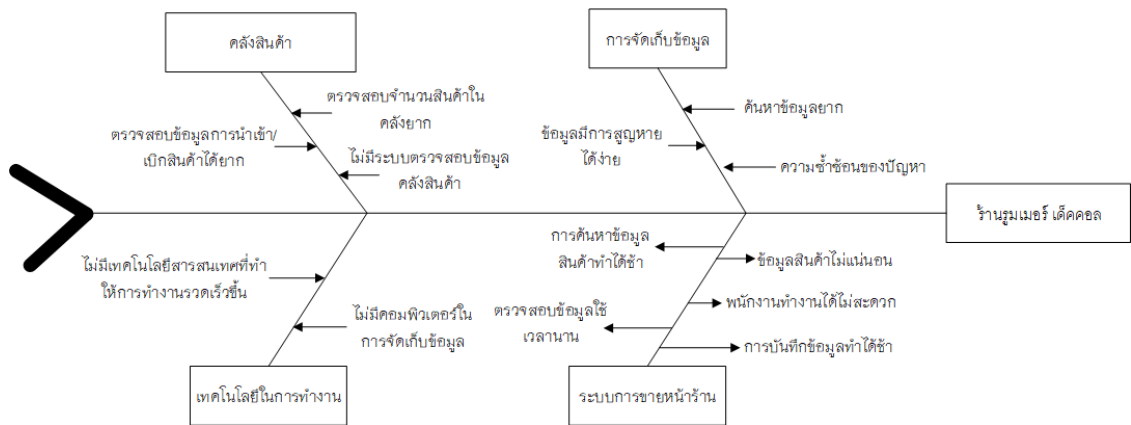 คลังสินค้า
การจัดเก็บข้อมูล
ตรวจสอบจำนวนสินค้าใน
คลังยาก
ค้นหาข้อมูลยาก
ตรวจสอบข้อมูลการนำเข้า/
เบิกสินค้าได้ยาก
ข้อมูลมีการสูญหาย
ได้ง่าย
ไม่มีระบบตรวจสอบข้อมูล
คลังสินค้า
ความซ้ำซ้อนของปัญหา
ร้านรูมเมอร์ เด็คคอล
การค้นหาข้อมูล
สินค้าทำได้ช้า
ข้อมูลสินค้าไม่แน่นอน
ไม่มีเทคโนโลยีสารสนเทศที่ทำ
ให้การทำงานรวดเร็วขึ้น
พนักงานทำงานได้ไม่สะดวก
ไม่มีคอมพิวเตอร์ใน
การจัดเก็บข้อมูล
ตรวจสอบข้อมูลใช้
เวลานาน
การบันทึกข้อมูลทำได้ช้า
เทคโนโลยีในการทำงาน
ระบบการขายหน้าร้าน